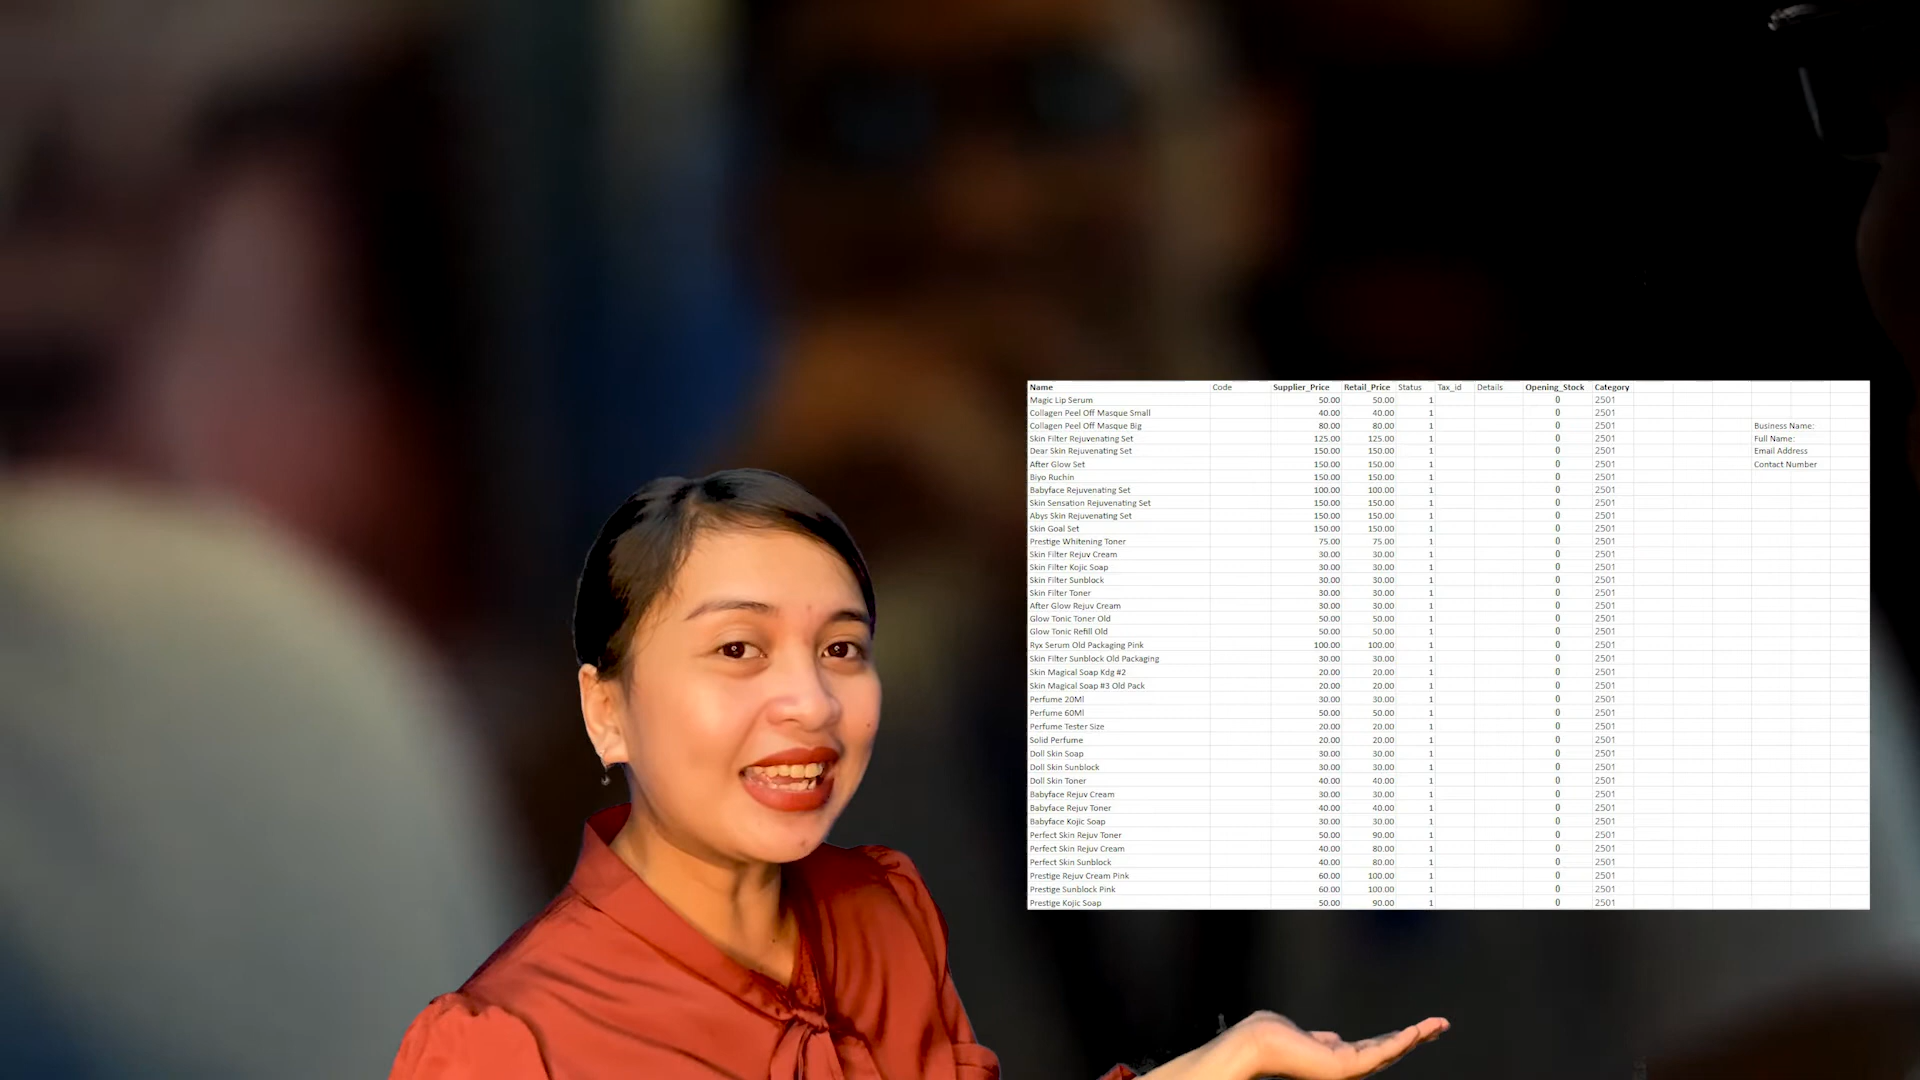 Name Code Supplier_Price Retail_Price Status Tax_id Details Opening_Stock Category
Magic Lip Serum 50.00 50.00 1 0 2501
Collagen Peel Off Masque Small 40.00 40.00 1 0 2501
Collagen Peel Off Masque Big 80.00 80.00 1 0 2501 Business Name:
Skin Filter Rejuvenating Set 125.00 125.00 1 0 2501 Full Name:
Dear Skin Rejuvenating Set 150.00 150.00 1 0 2501 Email Address
After Glow Set 150.00 150.00 1 0 2501 Contact Number
Biyo Ruchin 150.00 150.00 1 0 2501
Babyface Rejuvenating Set 100.00 100.00 1 0 2501
Skin Sensation Rejuvenating Set 150.00 150.00 1 0 2501
Abys Skin Rejuvenating Set 150.00 150.00 1 0 2501
Skin Goal Set 150.00 150.00 1 0 2501
Prestige Whitening Toner 75.00 75.00 1 0 2501
Skin Filter Rejuv Cream 30.00 30.00 1 0 2501
Skin Filter Kojic Soap 30.00 30.00 1 0 2501
Skin Filter Sunblock 30.00 30.00 1 0 2501
Skin Filter Toner 30.00 30.00 1 0 2501
After Glow Rejuv Cream 30.00 30.00 1 0 2501
Glow Tonic Toner Old 50.00 50.00 1 0 2501
Glow Tonic Refill Old 50.00 50.00 1 0 2501
Ryx Serum Old Packaging Pink 100.00 100.00 1 0 2501
Skin Filter Sunblock Old Packaging 30.00 30.00 1 0 2501
Skin Magical Soap Kdg #2 20.00 20.00 1 0 2501
Skin Magical Soap #3 Old Pack 20.00 20.00 1 0 2501
Perfume 20Ml 30.00 30.00 1 0 2501
Perfume 60Ml 50.00 50.00 1 0 2501
Perfume Tester Size 20.00 20.00 1 0 2501
Solid Perfume 20.00 20.00 1 0 2501
Doll Skin Soap 30.00 30.00 1 0 2501
Doll Skin Sunblock 30.00 30.00 1 0 2501
Doll Skin Toner 40.00 40.00 1 0 2501
Babyface Rejuv Cream 30.00 30.00 1 0 2501
Babyface Rejuv Toner 40.00 40.00 1 0 2501
Babyface Kojic Soap 30.00 30.00 1 0 2501
Perfect Skin Rejuv Toner 50.00 90.00 1 0 2501
Perfect Skin Rejuv Cream 40.00 80.00 1 0 2501
Perfect Skin Sunblock 40.00 80.00 1 0 2501
Prestige Rejuv Cream Pink 60.00 100.00 1 0 2501
Prestige Sunblock Pink 60.00 100.00 1 0 2501
Prestige Kojic Soap 50.00 90.00 1 0 2501